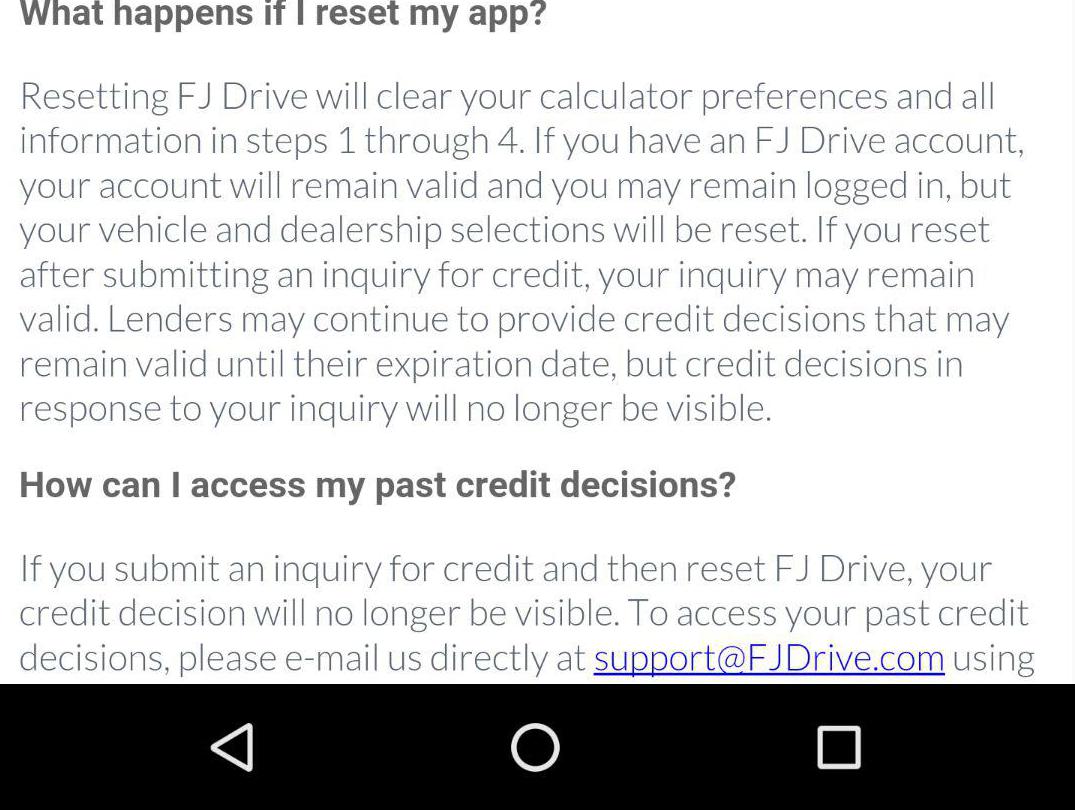 What happens if I reset my app?
Resetting FJ Drive will clear your calculator preferences and all
information in steps 1 through 4. If you have an FJ Drive account,
your account will remain valid and you may remain logged in, but
your vehicle and dealership selections will be reset. If you reset
after submitting an inquiry for credit, your inquiry may remain
valid. Lenders may continue to provide credit decisions that may
remain valid until their expiration date, but credit decisions in
response to your inquiry will no longer be visible.
How can I access my past credit decisions?
If you submit an inquiry for credit and then reset FJ Drive, your
credit decision will no longer be visible. To access your past credit
decisions, please e-mail us directly at support@FJDrive.com using